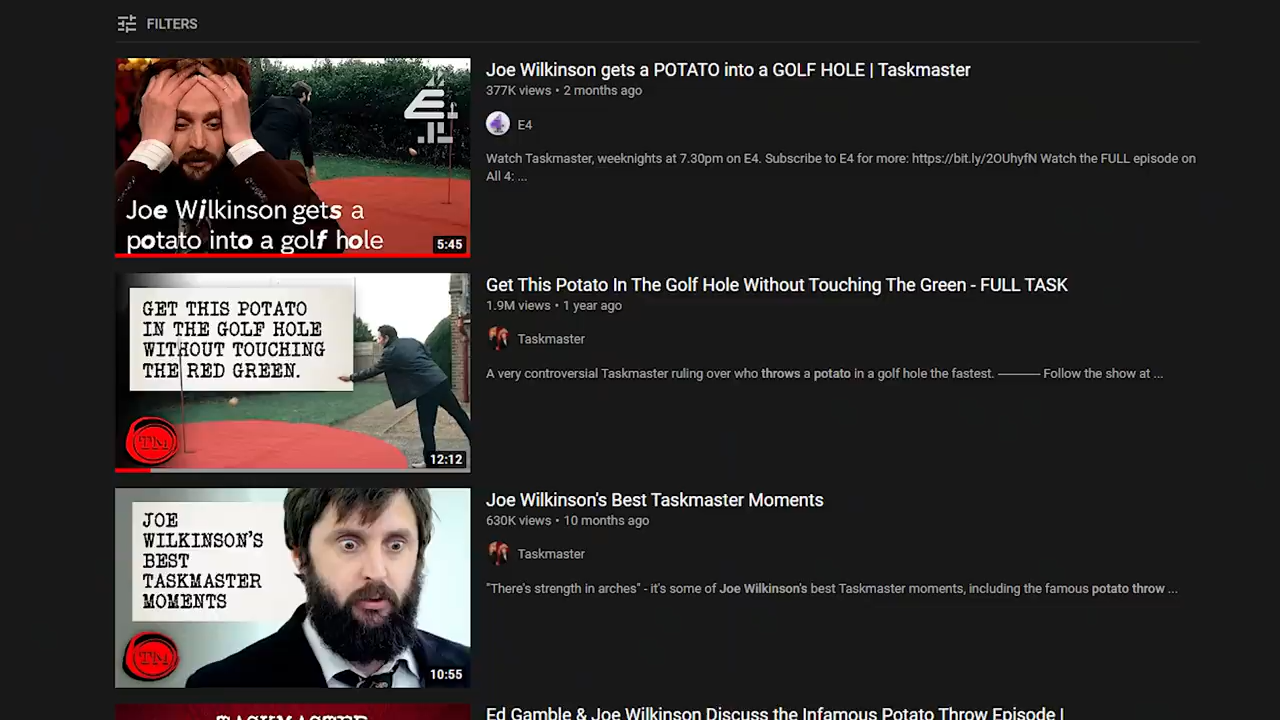 FILTERS
Joe Wilkinson gets a
potato into a golf hole
5:45
Joe Wilkinson gets a POTATO into a GOLF HOLE | Taskmaster
377K views • 2 months ago
E4
Watch Taskmaster, weeknights at 7.30pm on E4. Subscribe to E4 for more: https://bit.ly/2OUhyfN Watch the FULL episode on
All 4: ...
GET THIS POTATO
IN THE GOLF HOLE
WITHOUT TOUCHING
THE RED GREEN.
TM
12:12
Get This Potato In The Golf Hole Without Touching The Green - FULL TASK
1.9M views • 1 year ago
Taskmaster
A very controversial Taskmaster ruling over who throws a potato in a golf hole the fastest. ———— Follow the show at ...
JOE
WILKINSON'S
BEST
TASKMASTER
MOMENTS
TM
10:55
Joe Wilkinson's Best Taskmaster Moments
630K views • 10 months ago
Taskmaster
"There's strength in arches" - it's some of Joe Wilkinson's best Taskmaster moments, including the famous potato throw ...
TASKMASTER
Ed Gamble & Joe Wilkinson Discuss the Infamous Potato Throw Episode |